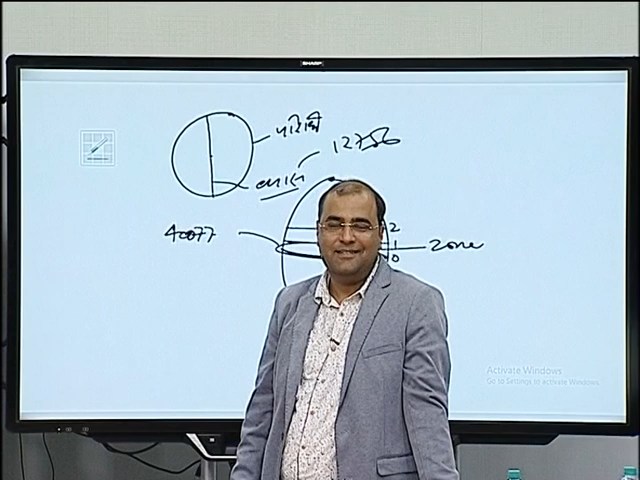 SHARP
परिधी
व्यास 12756
2
40077 1 Zone
0
Activate Windows
Go to Settings to activate Windows.